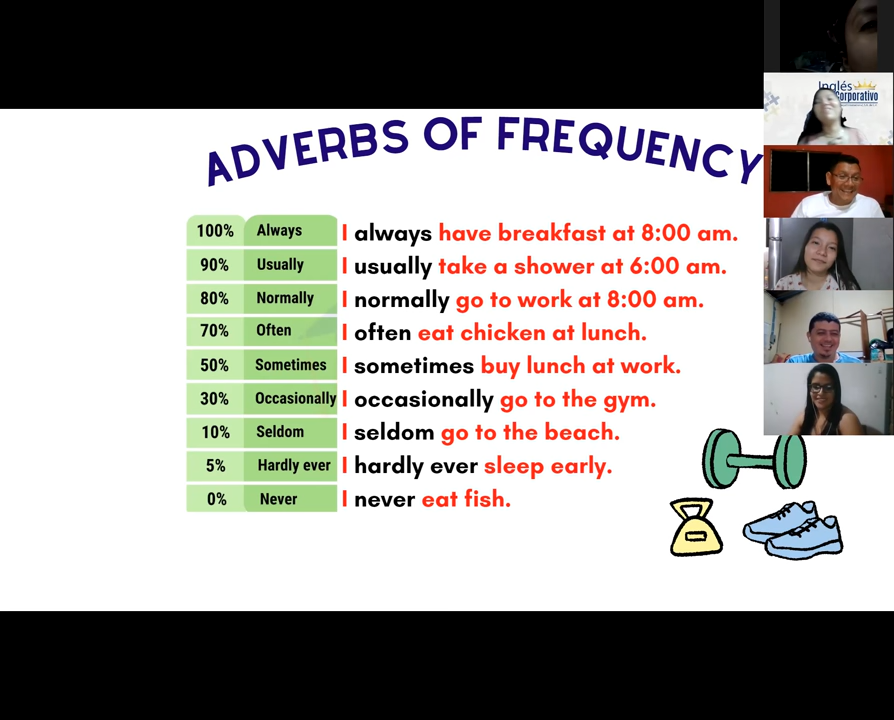 ADVERBS OF FREQUENCY
100% Always I always have breakfast at 8:00 am.
90% Usually I usually take a shower at 6:00 am.
80% Normally I normally go to work at 8:00 am.
70% Often I often eat chicken at lunch.
50% Sometimes I sometimes buy lunch at work.
30% Occasionally I occasionally go to the gym.
10% Seldom I seldom go to the beach.
5% Hardly ever I hardly ever sleep early.
0% Never I never eat fish.
Inglés
Corporativo